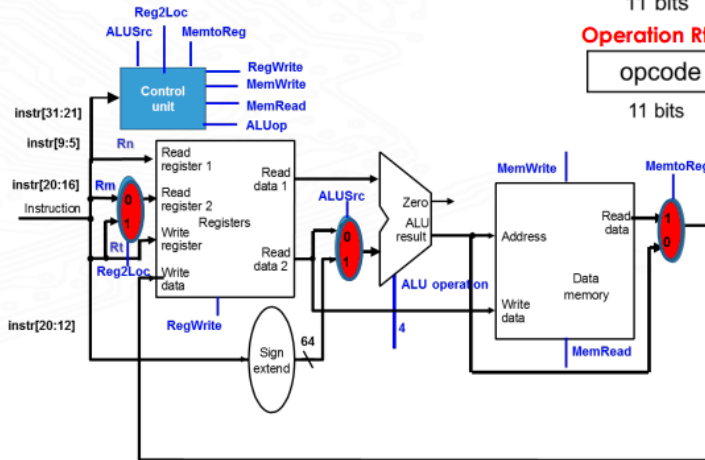 11 bits
Reg2Loc
ALUSrc
MemtoReg
Operation Rt
opcode
11 bits
RegWrite
MemWrite
MemRead
ALUop
Control
unit
instr[31:21]
instr[9:5]
Rn
instr[20:16]
Rm
Instruction
Rt
Reg2Loc
instr[20:12]
0
1
Read
register 1
Read
register 2
Write
register
Write
data
Registers
Read
data 1
Read
data 2
RegWrite
Sign
extend
64
ALUSrc
0
1
Zero
ALU
result
ALU operation
4
MemWrite
Address
Read
data
Write
data
Data
memory
MemRead
MemtoReg
1
0